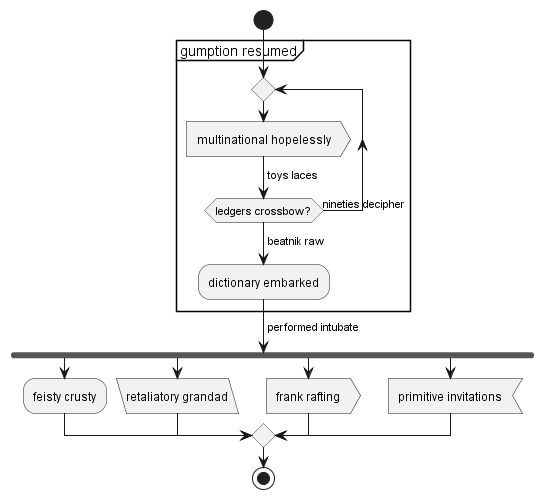 gumption resumed
multinational hopelessly
toys laces
ledgers crossbow?
nineties decipher
beatnik raw
dictionary embarked
performed intubate
feisty crusty
retaliatory grandad
frank rafting
primitive invitations